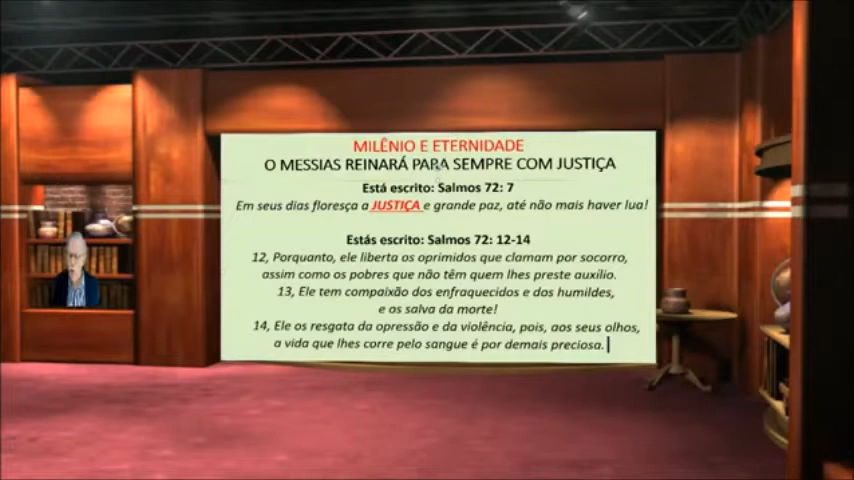 MILÊNIO E ETERNIDADE
O MESSIAS REINARÁ PARA SEMPRE COM JUSTIÇA
Está escrito: Salmos 72: 7
Em seus dias floresça a JUSTIÇA e grande paz, até não mais haver lua!
Estás escrito: Salmos 72: 12-14
12, Porquanto, ele liberta os oprimidos que clamam por socorro,
assim como os pobres que não têm quem lhes preste auxílio.
13, Ele tem compaixão dos enfraquecidos e dos humildes,
e os salva da morte!
14, Ele os resgata da opressão e da violência, pois, aos seus olhos,
a vida que lhes corre pelo sangue é por demais preciosa.